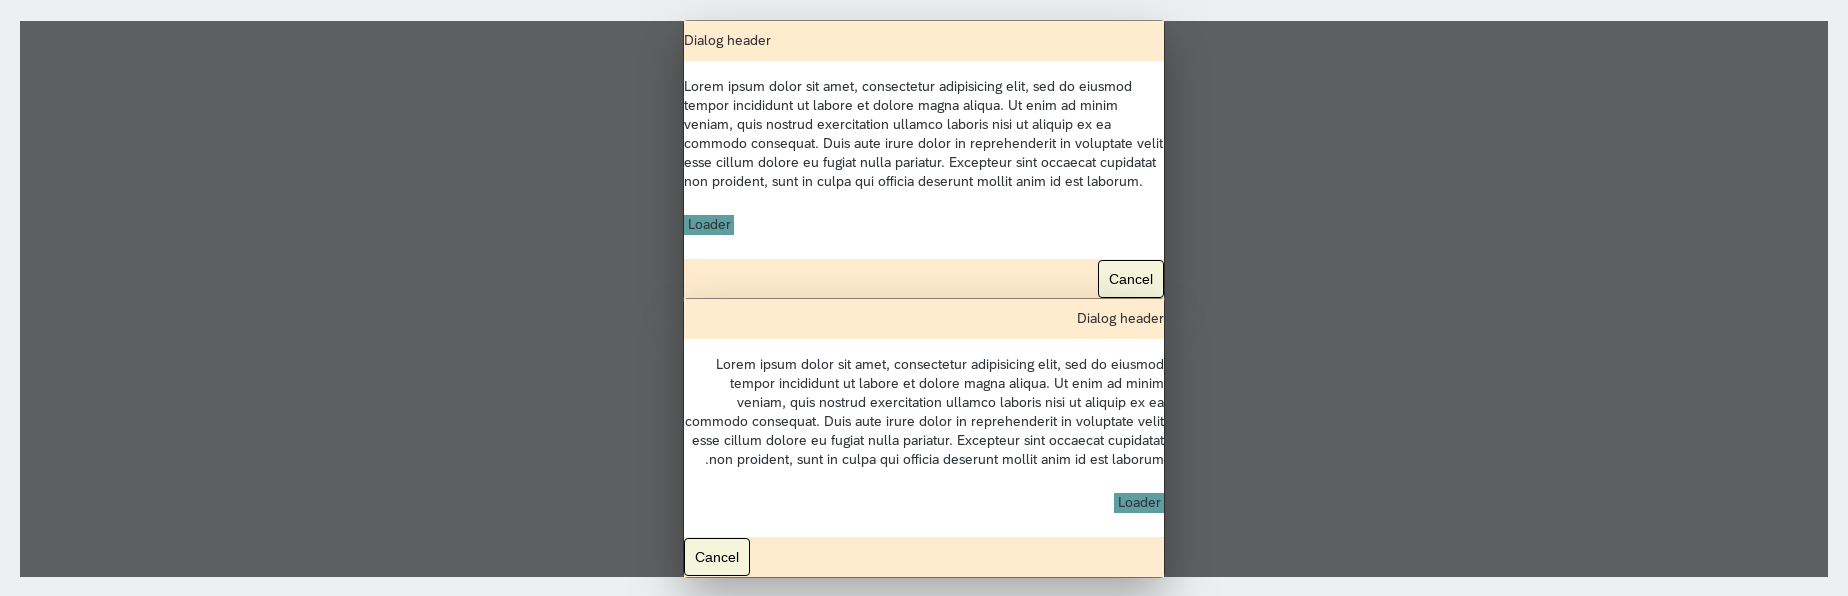 Dialog header
Lorem ipsum dolor sit amet, consectetur adipisicing elit, sed do eiusmod
tempor incididunt ut labore et dolore magna aliqua. Ut enim ad minim
veniam, quis nostrud exercitation ullamco laboris nisi ut aliquip ex ea
commodo consequat. Duis aute irure dolor in reprehenderit in voluptate velit
esse cillum dolore eu fugiat nulla pariatur. Excepteur sint occaecat cupidatat
non proident, sunt in culpa qui officia deserunt mollit anim id est laborum.
Loader
Cancel
Dialog header
Lorem ipsum dolor sit amet, consectetur adipisicing elit, sed do eiusmod
tempor incididunt ut labore et dolore magna aliqua. Ut enim ad minim
veniam, quis nostrud exercitation ullamco laboris nisi ut aliquip ex ea
commodo consequat. Duis aute irure dolor in reprehenderit in voluptate velit
esse cillum dolore eu fugiat nulla pariatur. Excepteur sint occaecat cupidatat
.non proident, sunt in culpa qui officia deserunt mollit anim id est laborum
Loader
Cancel